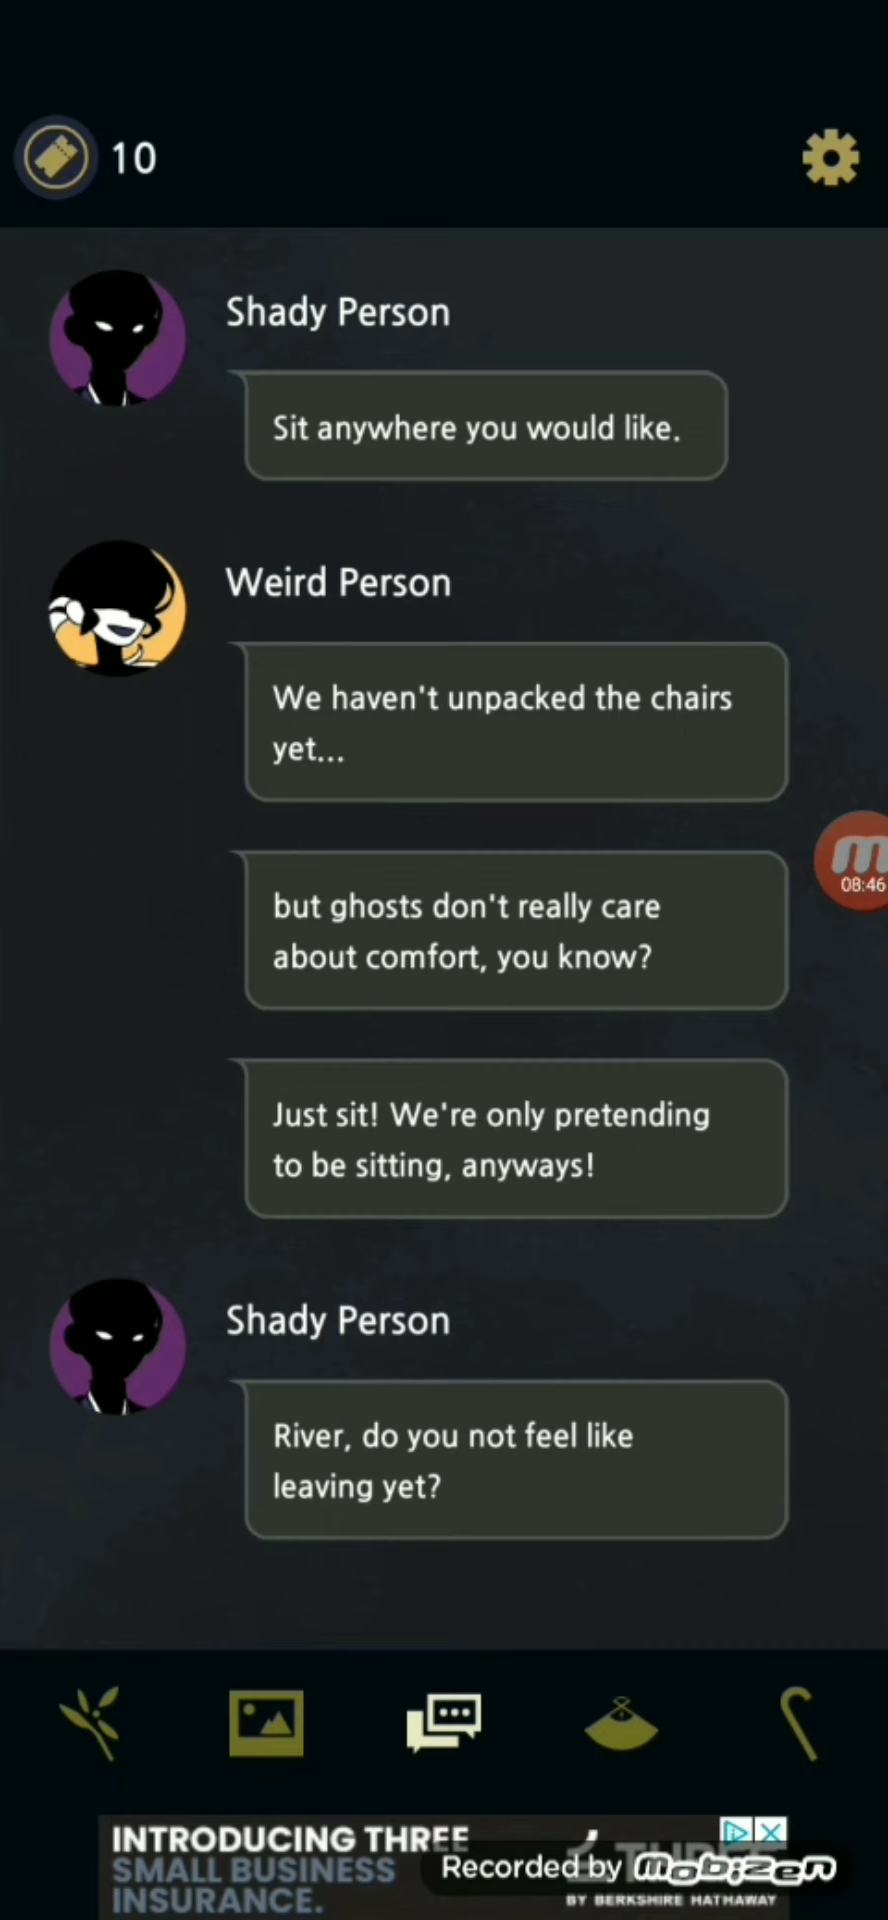 10
Shady Person
Sit anywhere you would like.
Weird Person
We haven't unpacked the chairs
yet...
m
08:46
but ghosts don't really care
about comfort, you know?
Just sit! We're only pretending
to be sitting, anyways!
Shady Person
River, do you not feel like
leaving yet?
INTRODUCING THREE
SMALL BUSINESS
INSURANCE.
THREE
Recorded by mobizen
BY BERKSHIRE HATHAWAY